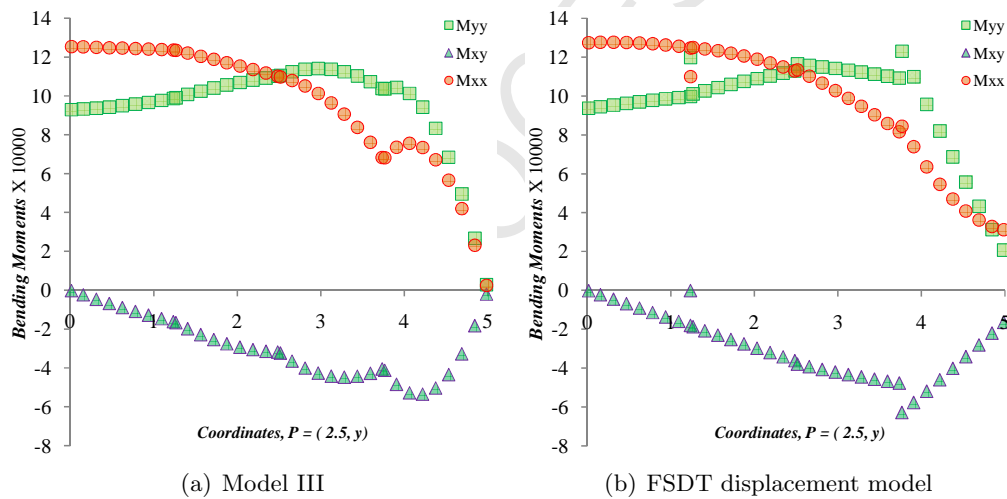 14
12
10
8
6
4
2
0
-2
-4
-6
-8
0 1 2 3 4 5
Bending Moments X 10000
Coordinates, P = ( 2.5, y)
Myy
Mxy
Mxx
(a) Model III
14
12
10
8
6
4
2
0
-2
-4
-6
-8
0 1 2 3 4 5
Bending Moments X 10000
Coordinates, P = ( 2.5, y)
Myy
Mxy
Mxx
(b) FSDT displacement model